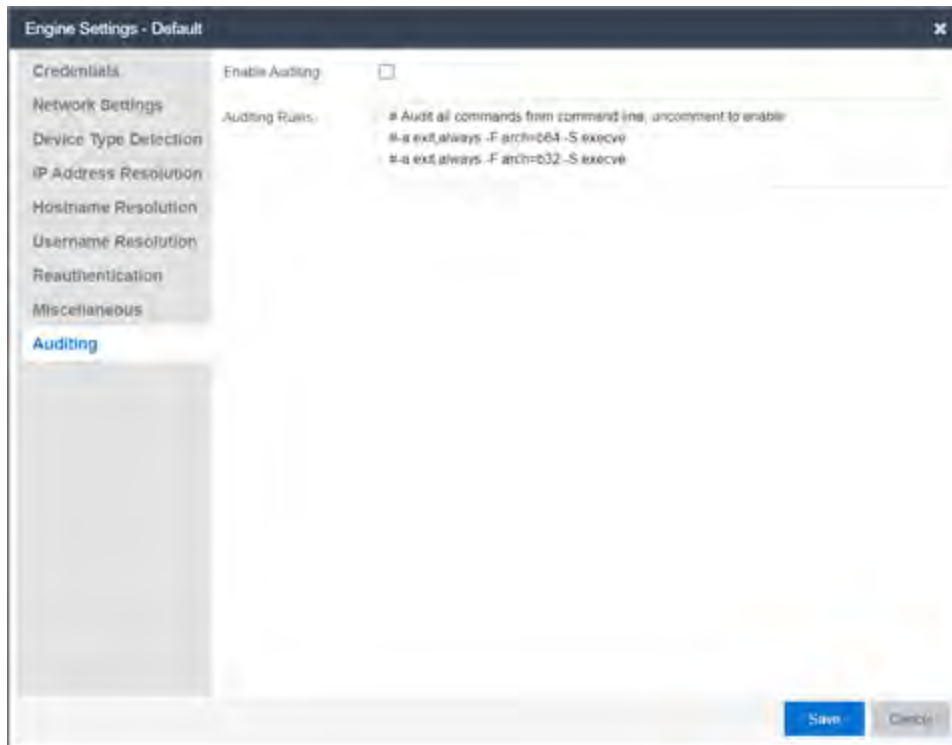 Engine Settings - Default
Credentials
Network Settings
Device Type Detection
IP Address Resolution
Hostname Resolution
Username Resolution
Reauthentication
Miscellaneous
Auditing
Enable Auditing
Auditing Rules
# Audit all commands from command line, uncomment to enable
#-a exit,always -F arch=b64 -S execve
#-a exit,always -F arch=b32 -S execve
Save
Cancel